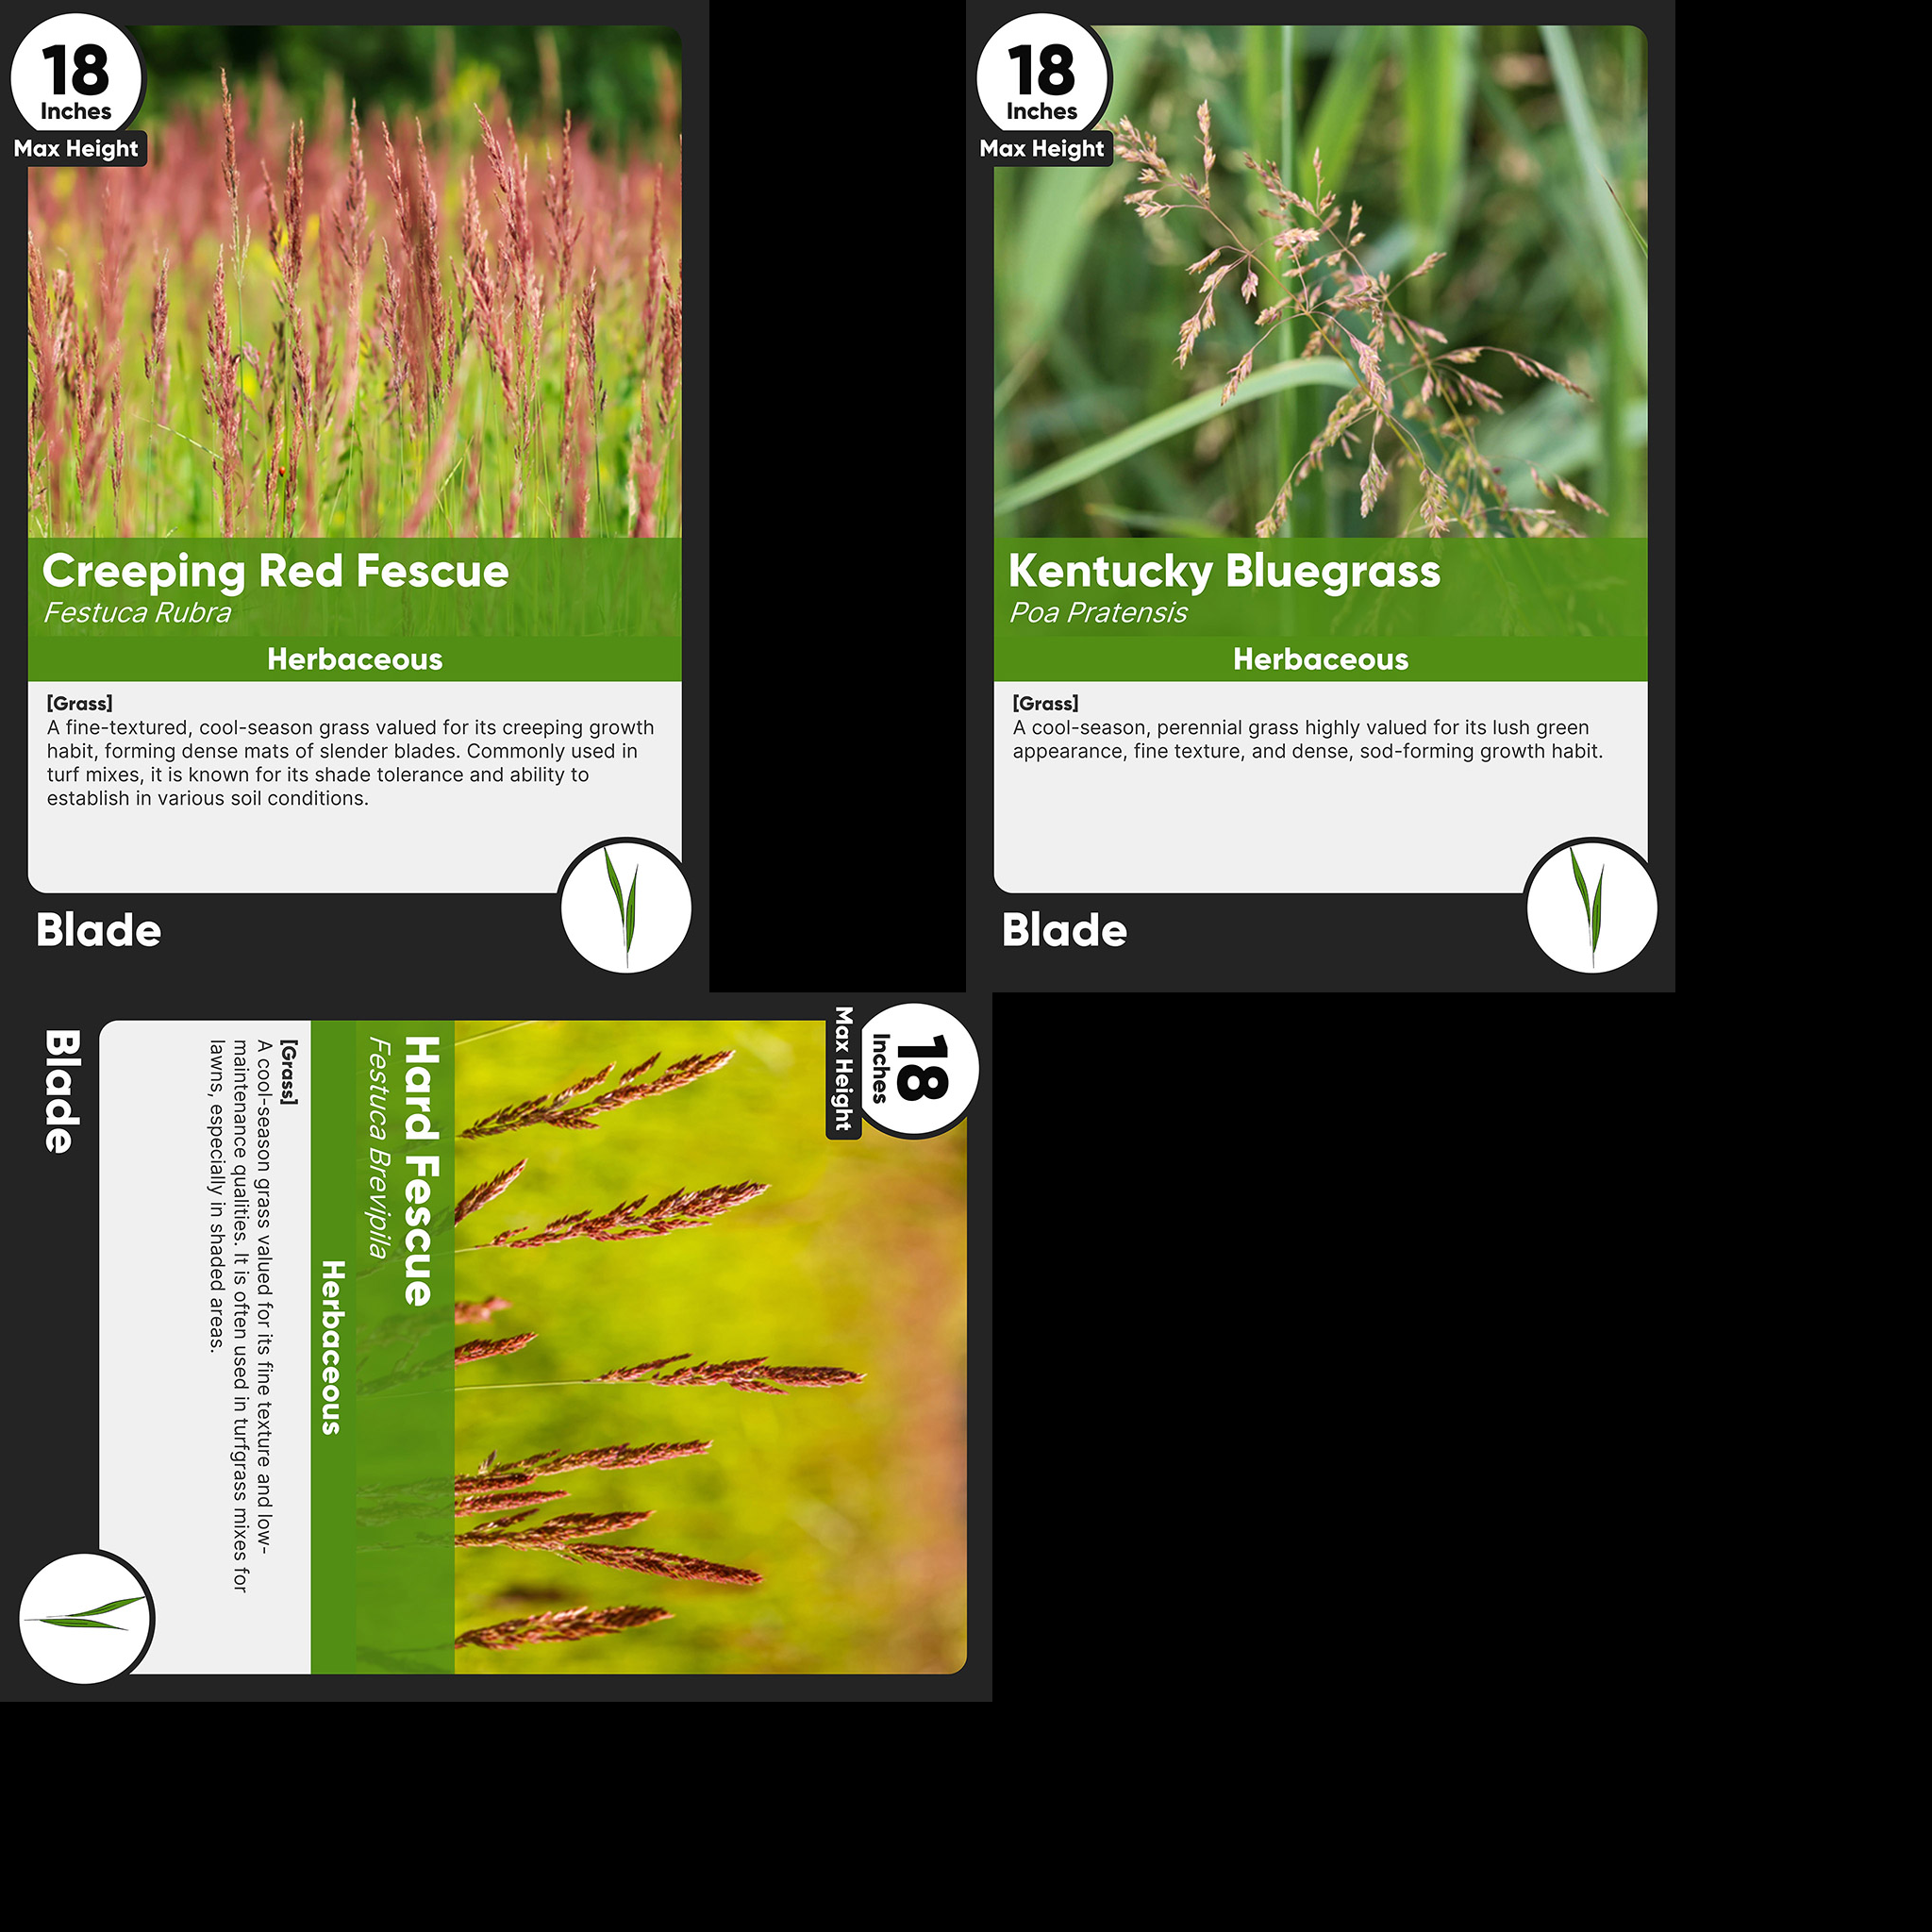 18
Inches
Max Height
Creeping Red Fescue
Festuca Rubra
Herbaceous
[Grass]
A fine-textured, cool-season grass valued for its creeping growth
habit, forming dense mats of slender blades. Commonly used in
turf mixes, it is known for its shade tolerance and ability to
establish in various soil conditions.
Blade
18
Inches
Max Height
Kentucky Bluegrass
Poa Pratensis
Herbaceous
[Grass]
A cool-season, perennial grass highly valued for its lush green
appearance, fine texture, and dense, sod-forming growth habit.
Blade
18
Inches
Max Height
Hard Fescue
Festuca Brevipila
Herbaceous
[Grass]
A cool-season grass valued for its fine texture and low-
maintenance qualities. It is often used in turfgrass mixes for
lawns, especially in shaded areas.
Blade